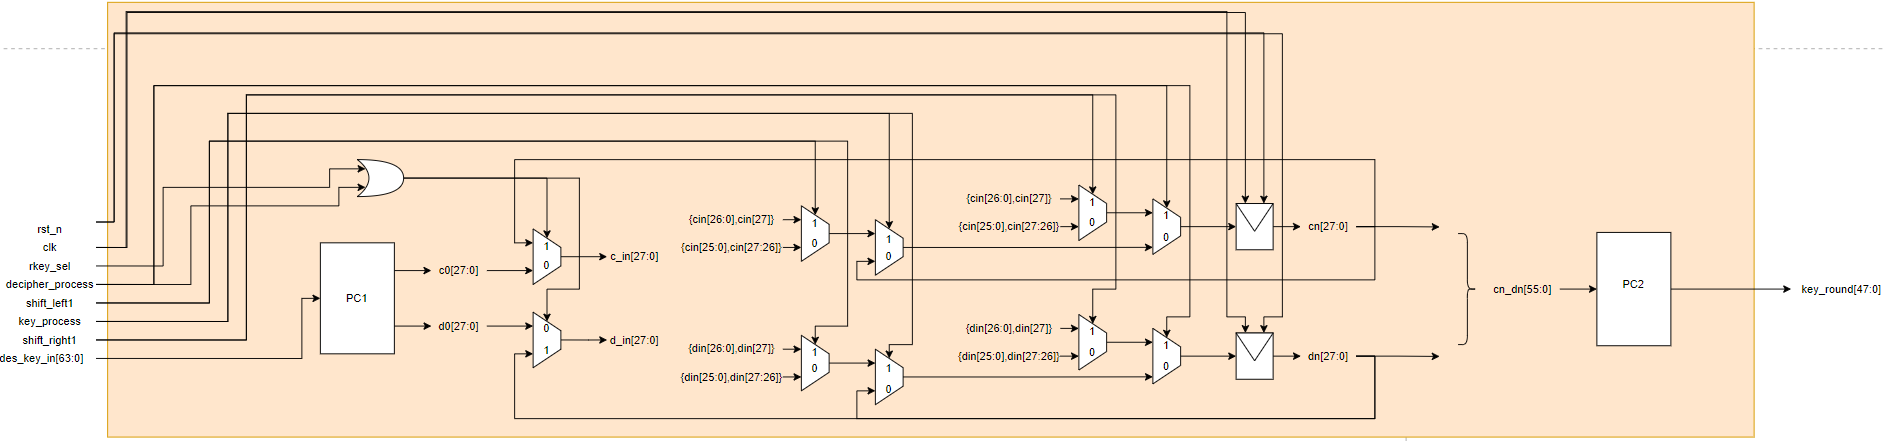 rst_n
clk
rkey_sel
decipher_process
shift_left1
key_process
shift_right1
des_key_in[63:0]
PC1
c0[27:0]
d0[27:0]
1
0
c_in[27:0]
0
1
d_in[27:0]
{cin[26:0],cin[27]}
{cin[25:0],cin[27:26]}
1
0
1
0
{din[26:0],din[27]}
{din[25:0],din[27:26]}
1
0
1
0
{cin[26:0],cin[27]}
{cin[25:0],cin[27:26]}
1
0
1
0
{din[26:0],din[27]}
{din[25:0],din[27:26]}
1
0
1
0
cn[27:0]
dn[27:0]
cn_dn[55:0]
PC2
key_round[47:0]